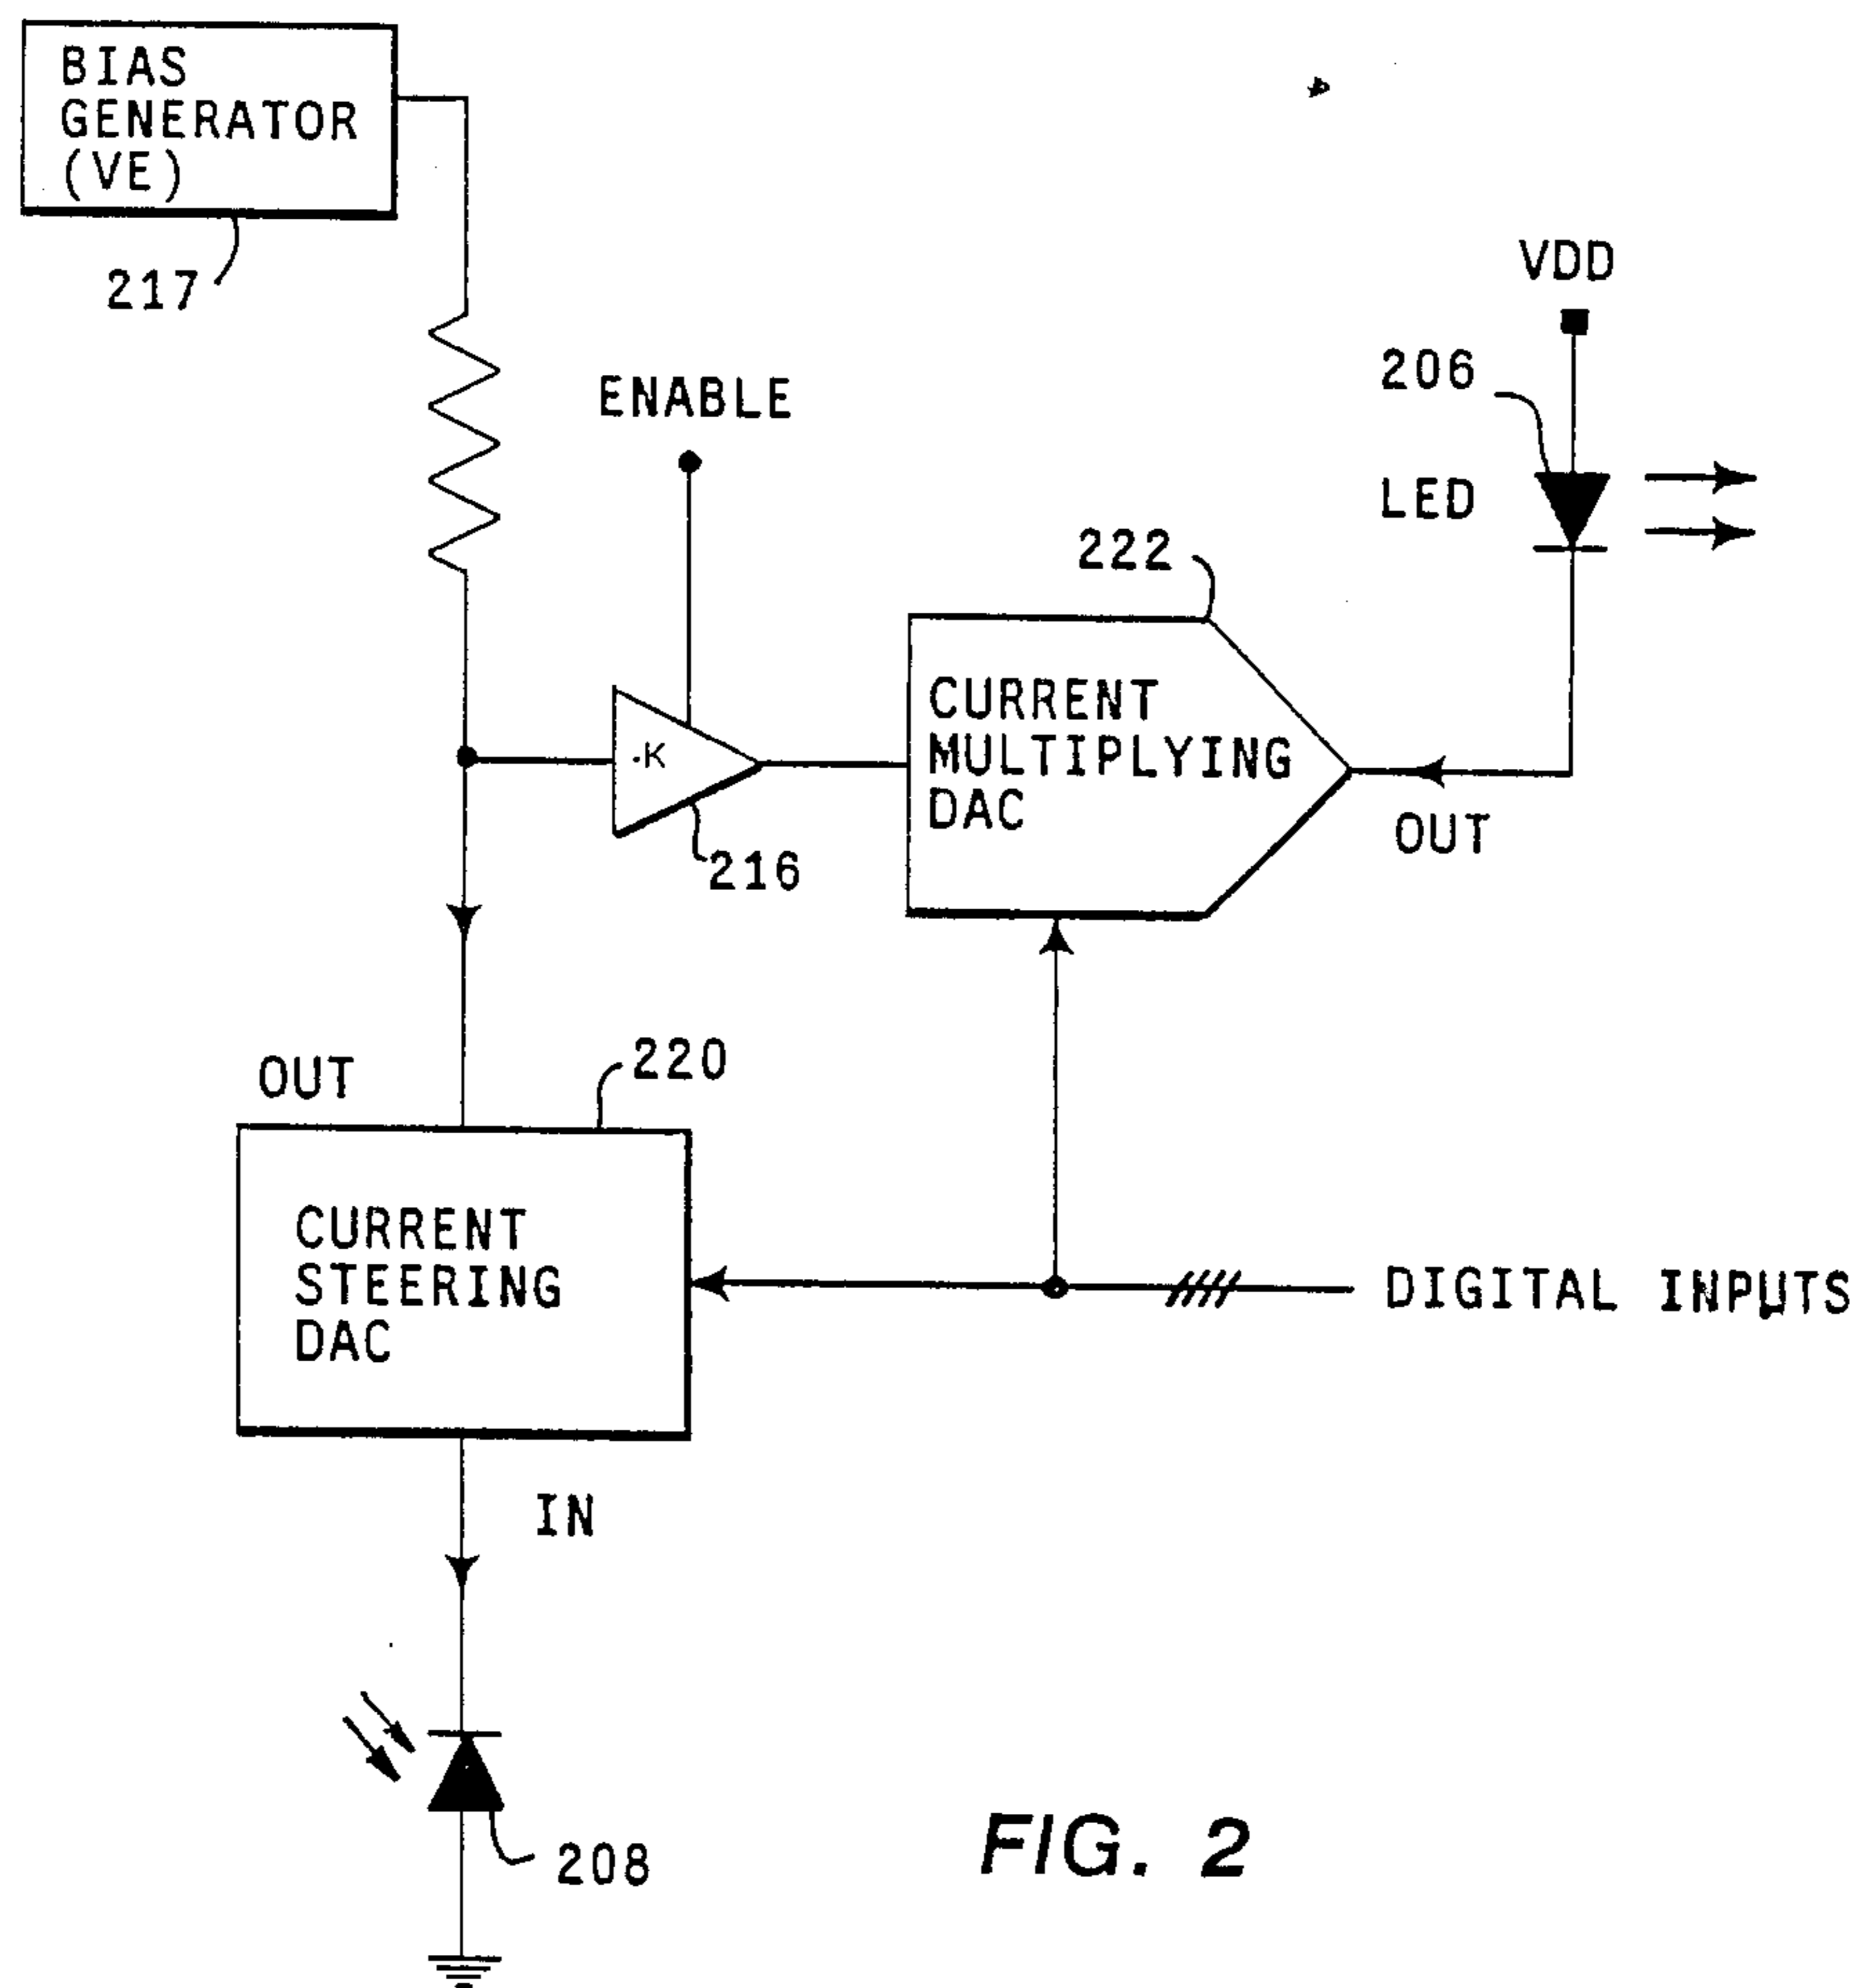 BIAS
GENERATOR
(VE)
217
VDD
206
ENABLE
LED
222
CURRENT
MULTIPLYING
DAC
·K
216
OUT
OUT
220
CURRENT
STEERING
DAC
DIGITAL INPUTS
IN
208
FIG. 2